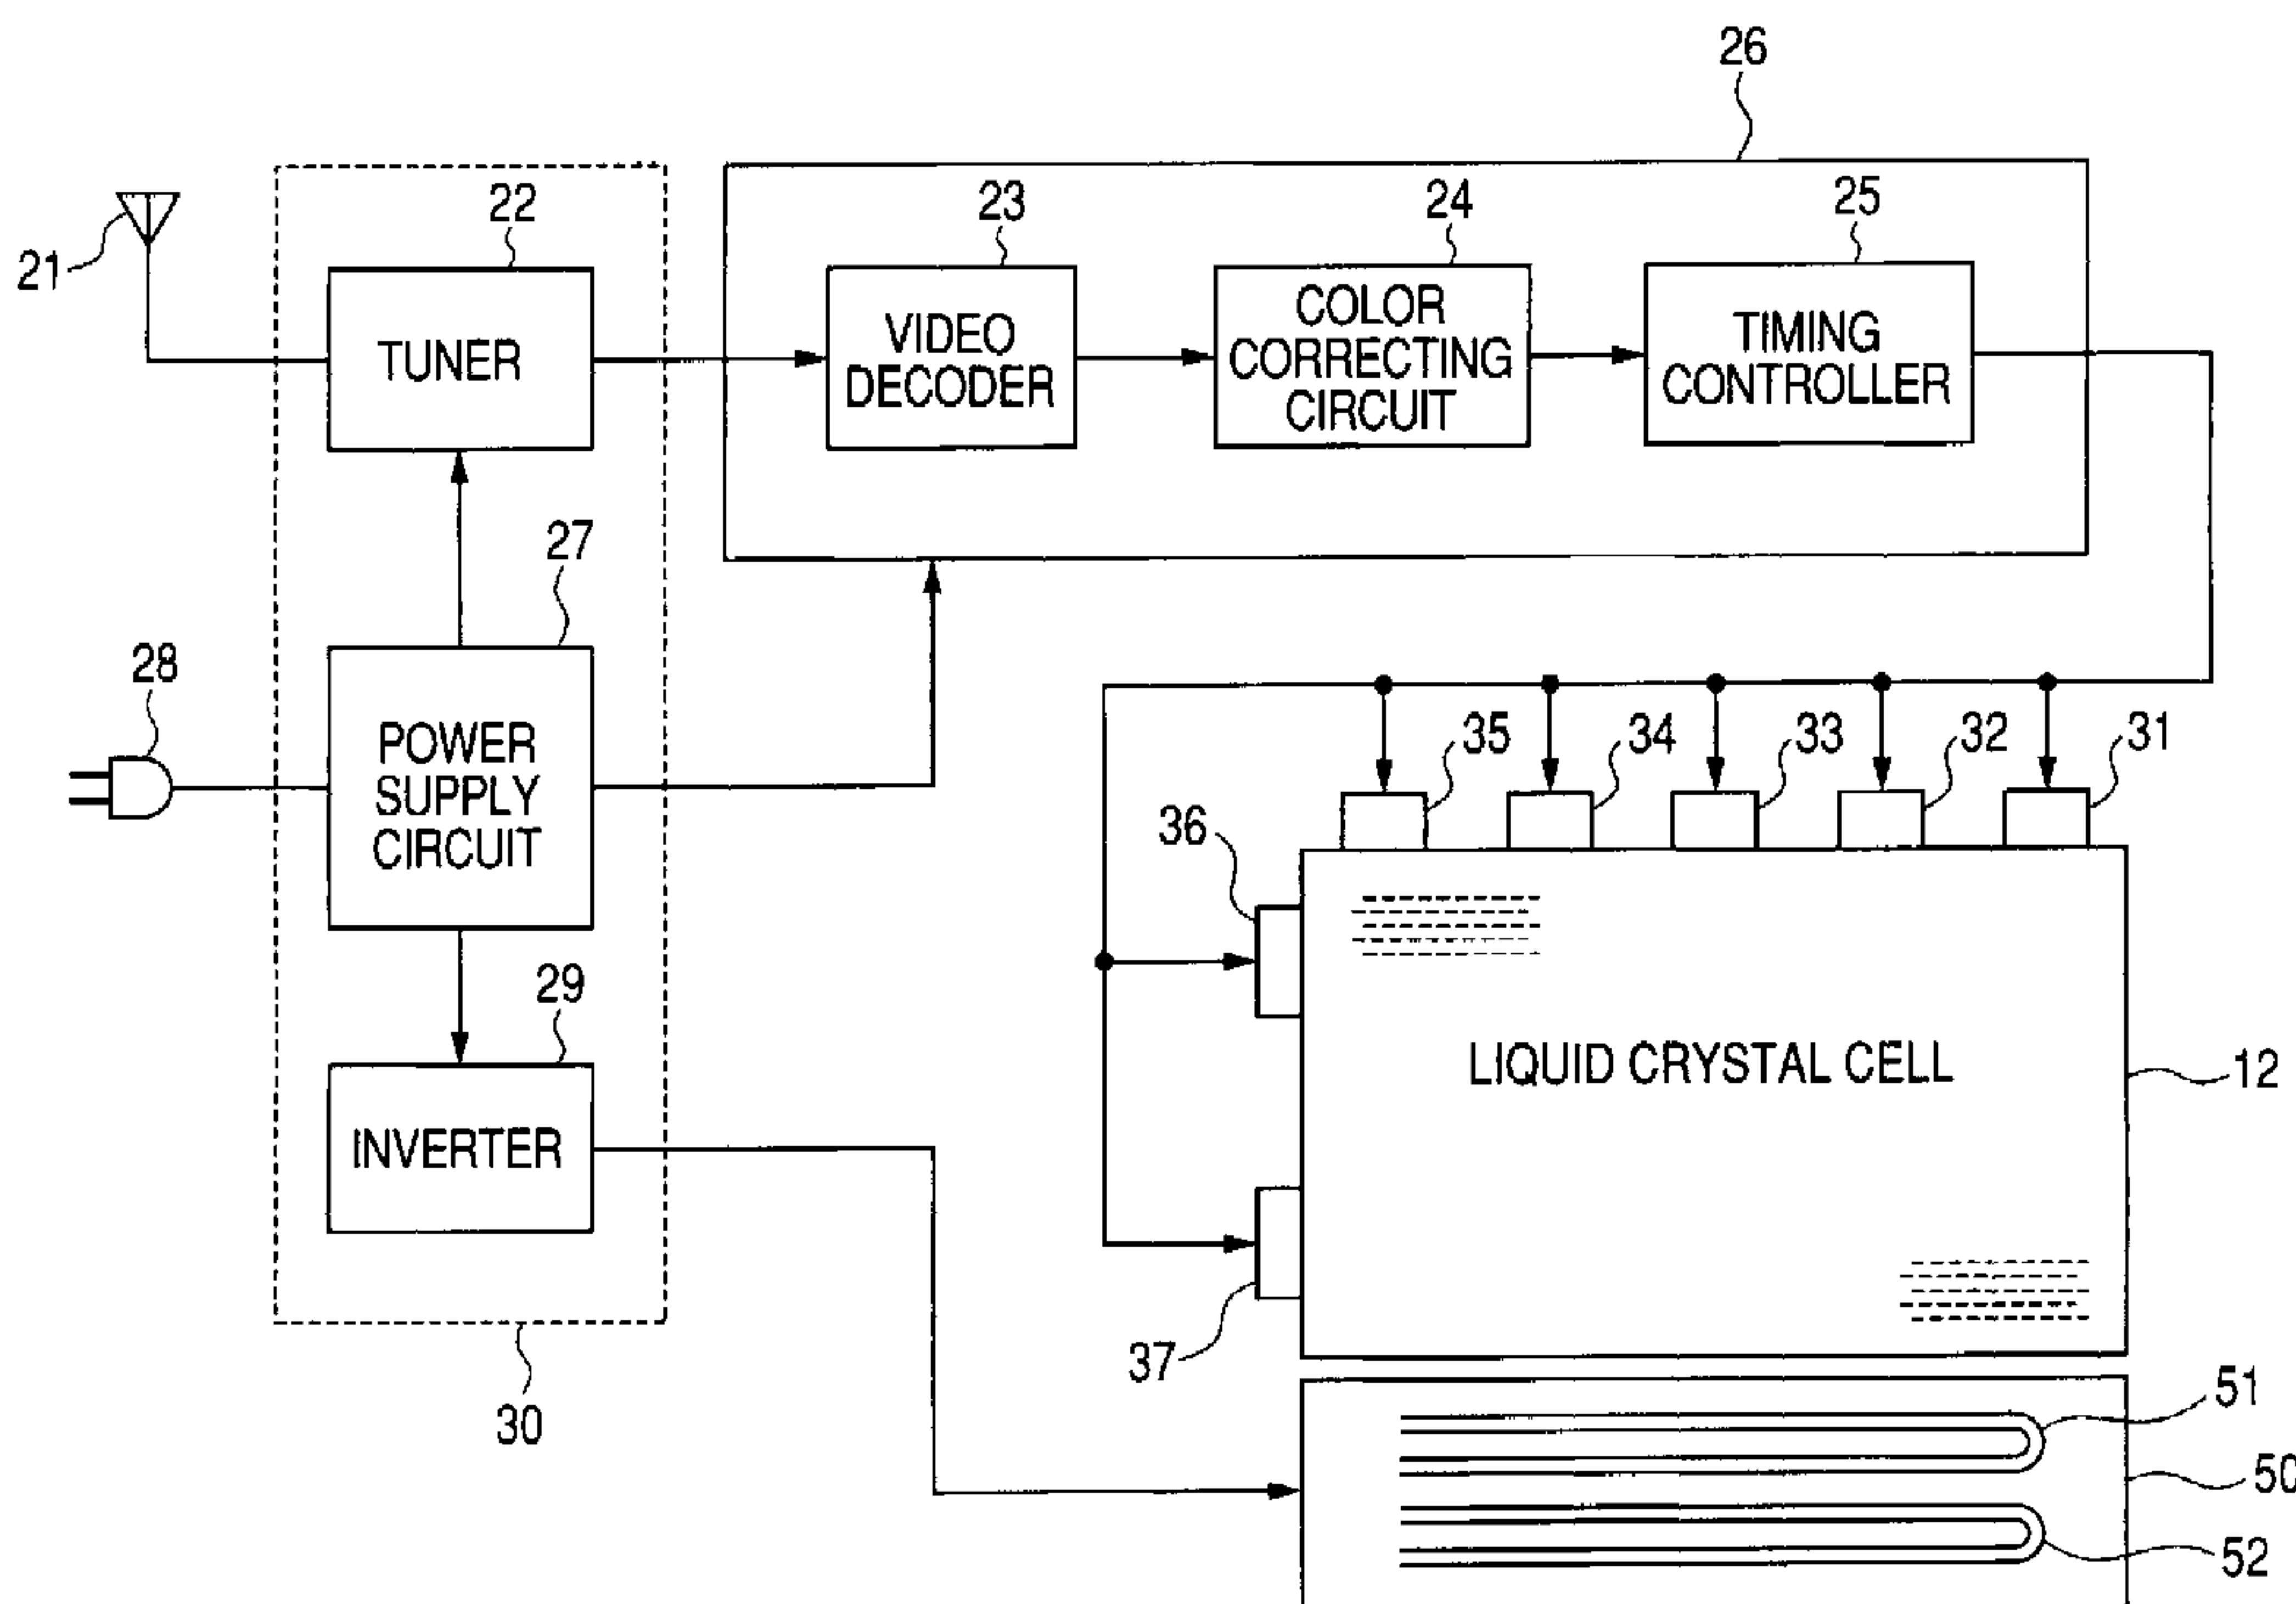 26
22
23
24
25
21
TUNER
VIDEO
DECODER
COLOR
CORRECTING
CIRCUIT
TIMING
CONTROLLER
27
28
POWER
SUPPLY
CIRCUIT
35
34
33
32
31
36
29
INVERTER
LIQUID CRYSTAL CELL
12
37
30
51
50
52